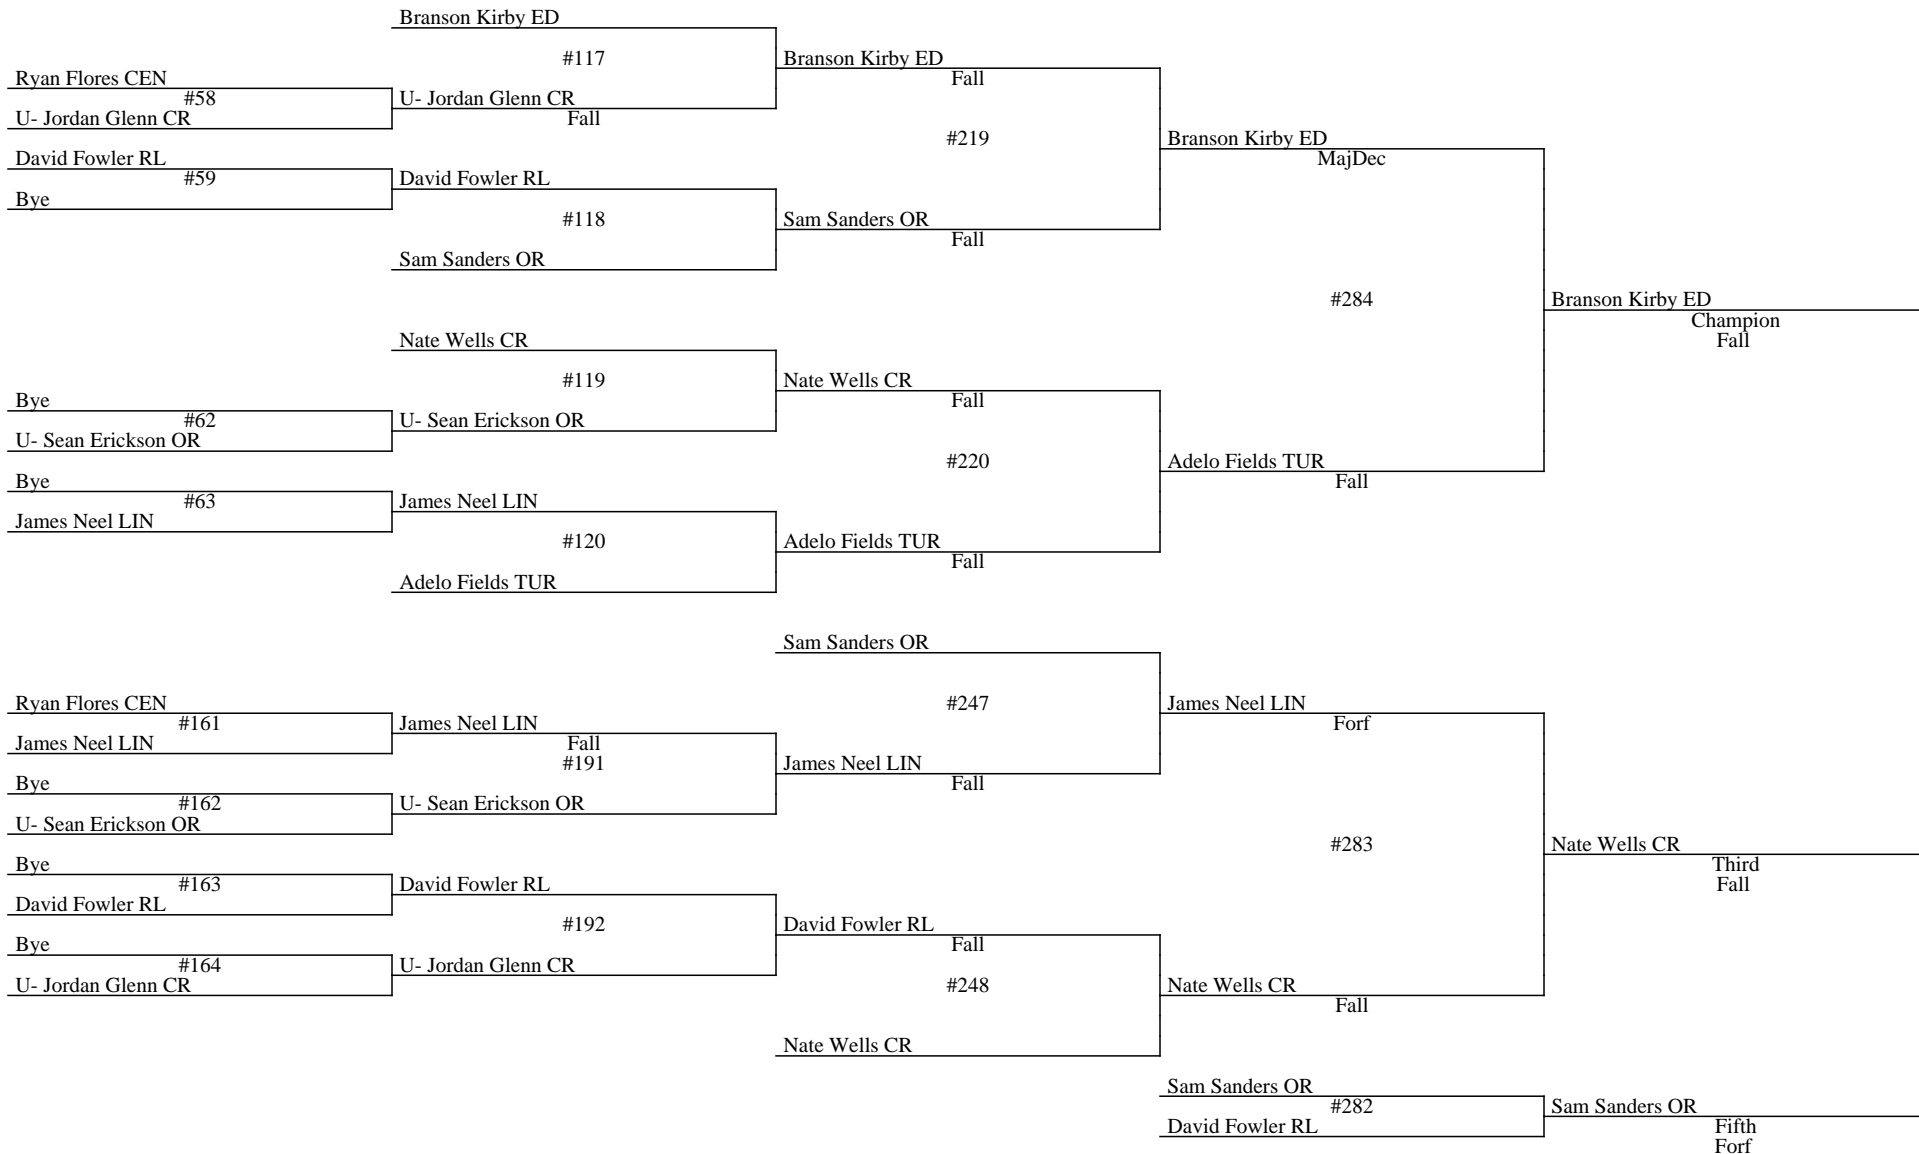 Branson Kirby ED
#117
Branson Kirby ED
Fall
Ryan Flores CEN
#58
U- Jordan Glenn CR
U- Jordan Glenn CR
Fall
#219
Branson Kirby ED
MajDec
David Fowler RL
#59
David Fowler RL
Bye
#118
Sam Sanders OR
Fall
Sam Sanders OR
#284
Branson Kirby ED
Champion
Fall
Nate Wells CR
#119
Nate Wells CR
Fall
Bye
#62
U- Sean Erickson OR
U- Sean Erickson OR
#220
Adelo Fields TUR
Fall
Bye
#63
James Neel LIN
James Neel LIN
#120
Adelo Fields TUR
Fall
Adelo Fields TUR
Sam Sanders OR
Ryan Flores CEN
#161
James Neel LIN
James Neel LIN
Fall
#247
James Neel LIN
Forf
#191
James Neel LIN
Fall
Bye
#162
U- Sean Erickson OR
U- Sean Erickson OR
#283
Nate Wells CR
Third
Fall
Bye
#163
David Fowler RL
David Fowler RL
#192
David Fowler RL
Fall
Bye
#164
U- Jordan Glenn CR
U- Jordan Glenn CR
#248
Nate Wells CR
Fall
Nate Wells CR
Sam Sanders OR
#282
David Fowler RL
Sam Sanders OR
Fifth
Forf